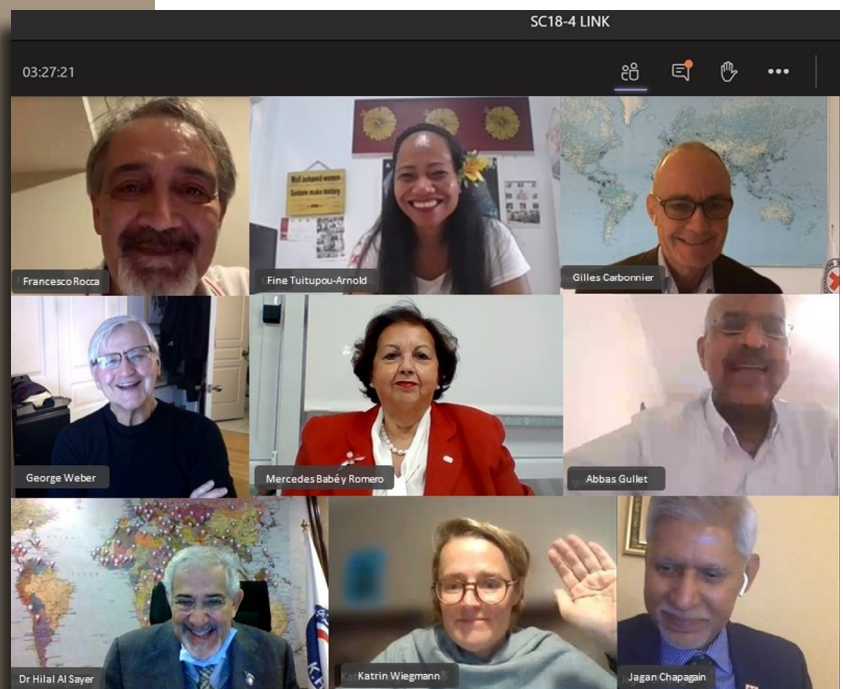 SC18-4 LINK
03:27:21
Well behaved women
Seldom make history
Francesco Rocca
Fine Tuitupou-Arnold
Gilles Carbonnier
George Weber
Mercedes Babé y Romero
Abbas Gullet
Dr Hilal Al Sayer
Katrin Wiegmann
Jagan Chapagain